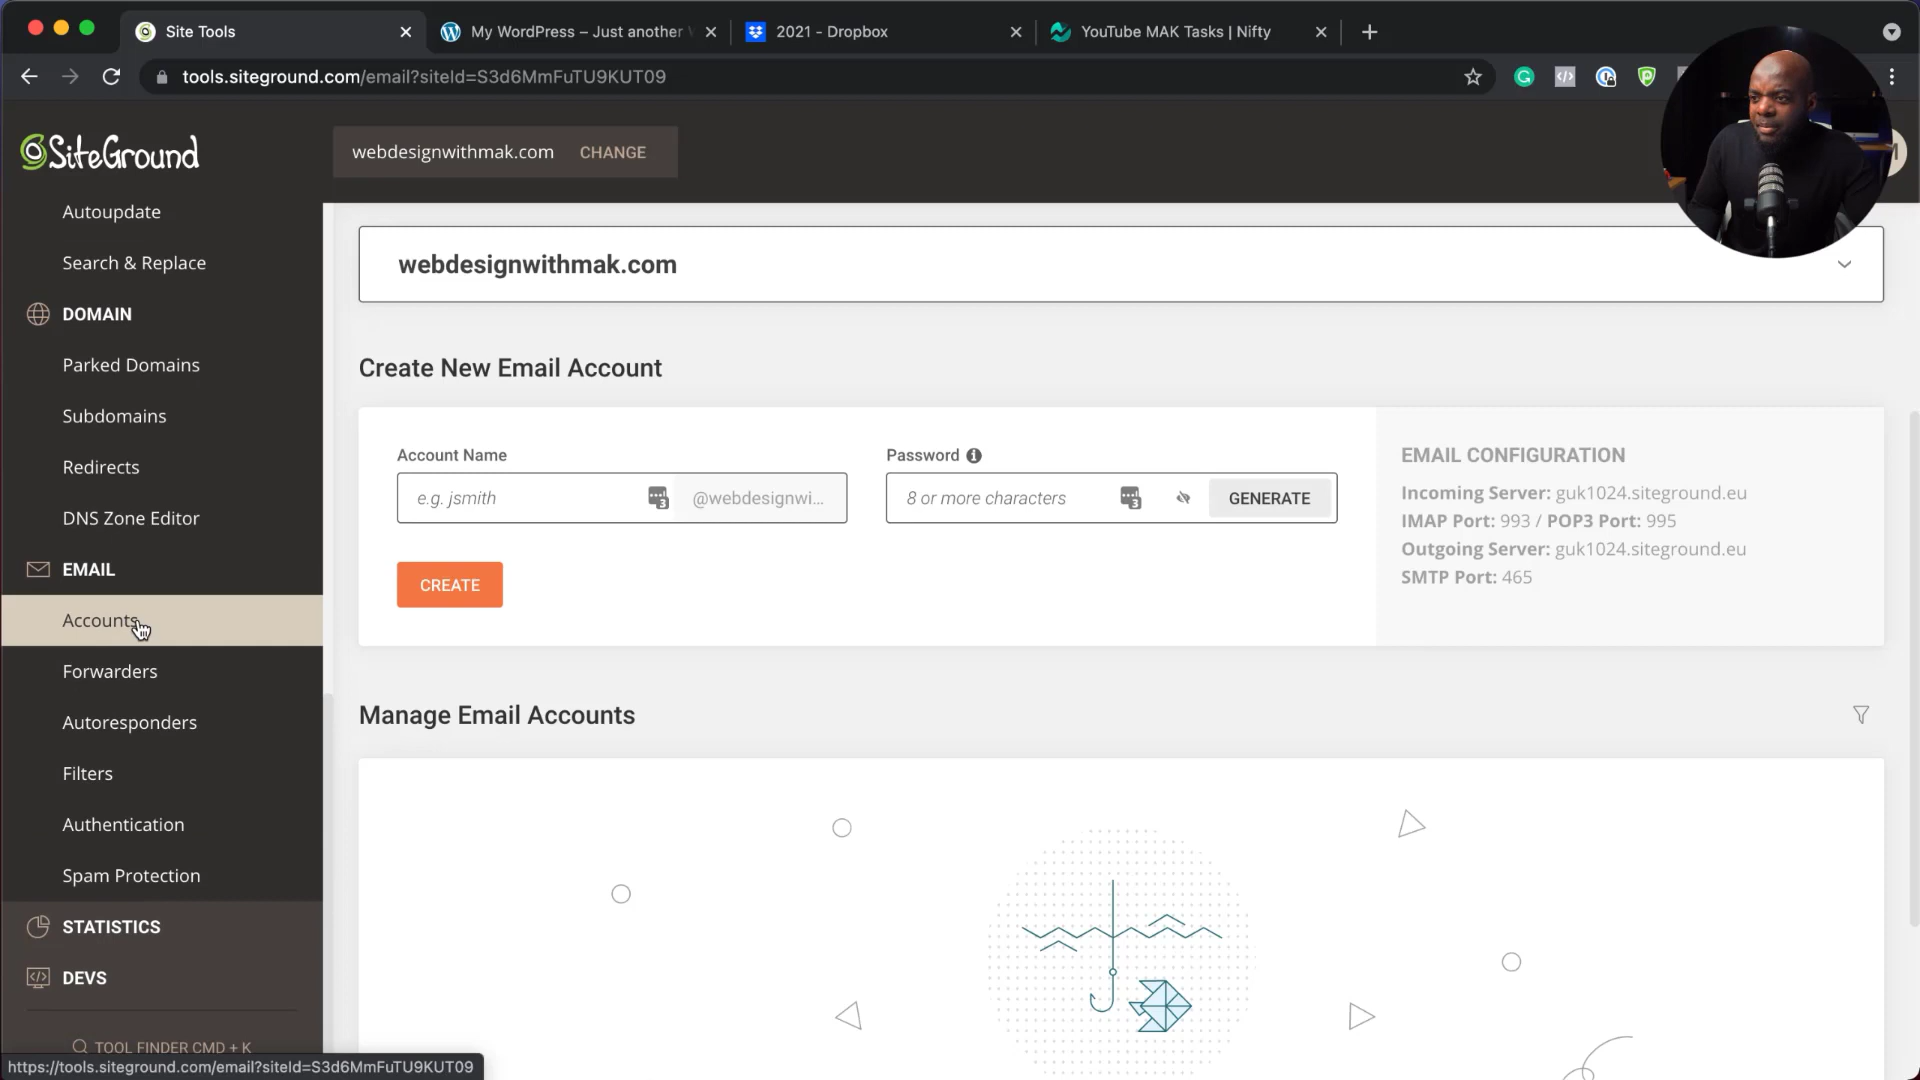 Site Tools
My WordPress – Just another
2021 - Dropbox
YouTube MAK Tasks | Nifty
tools.siteground.com/email?siteId=S3d6MmFuTU9KUT09
SiteGround
webdesignwithmak.com CHANGE
Autoupdate
Search & Replace
DOMAIN
Parked Domains
Subdomains
Redirects
DNS Zone Editor
EMAIL
Accounts
Forwarders
Autoresponders
Filters
Authentication
Spam Protection
STATISTICS
DEVS
TOOL FINDER CMD + K
https://tools.siteground.com/email?siteId=S3d6MmFuTU9KUT09
webdesignwithmak.com
Create New Email Account
Account Name
e.g. jsmith
3
@webdesignwi...
Password
8 or more characters
3
GENERATE
CREATE
EMAIL CONFIGURATION
Incoming Server: guk1024.siteground.eu
IMAP Port: 993 / POP3 Port: 995
Outgoing Server: guk1024.siteground.eu
SMTP Port: 465
Manage Email Accounts